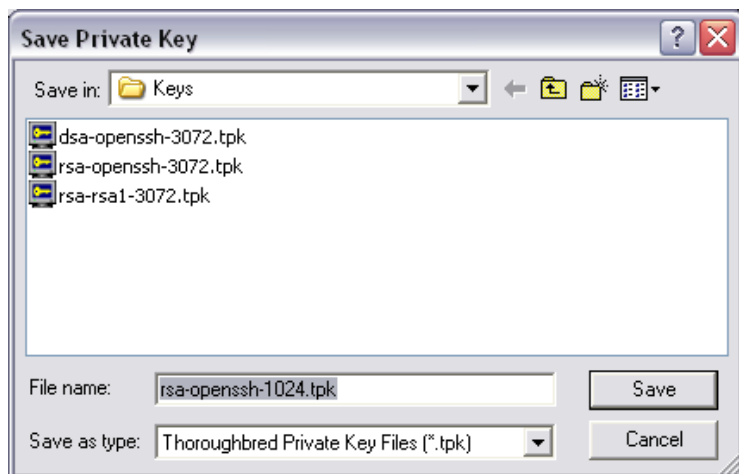 Save Private Key
Save in: Keys
dsa-openssh-3072.tpk
rsa-openssh-3072.tpk
rsa-rsa1-3072.tpk
File name: rsa-openssh-1024.tpk Save
Save as type: Thoroughbred Private Key Files (*.tpk) Cancel